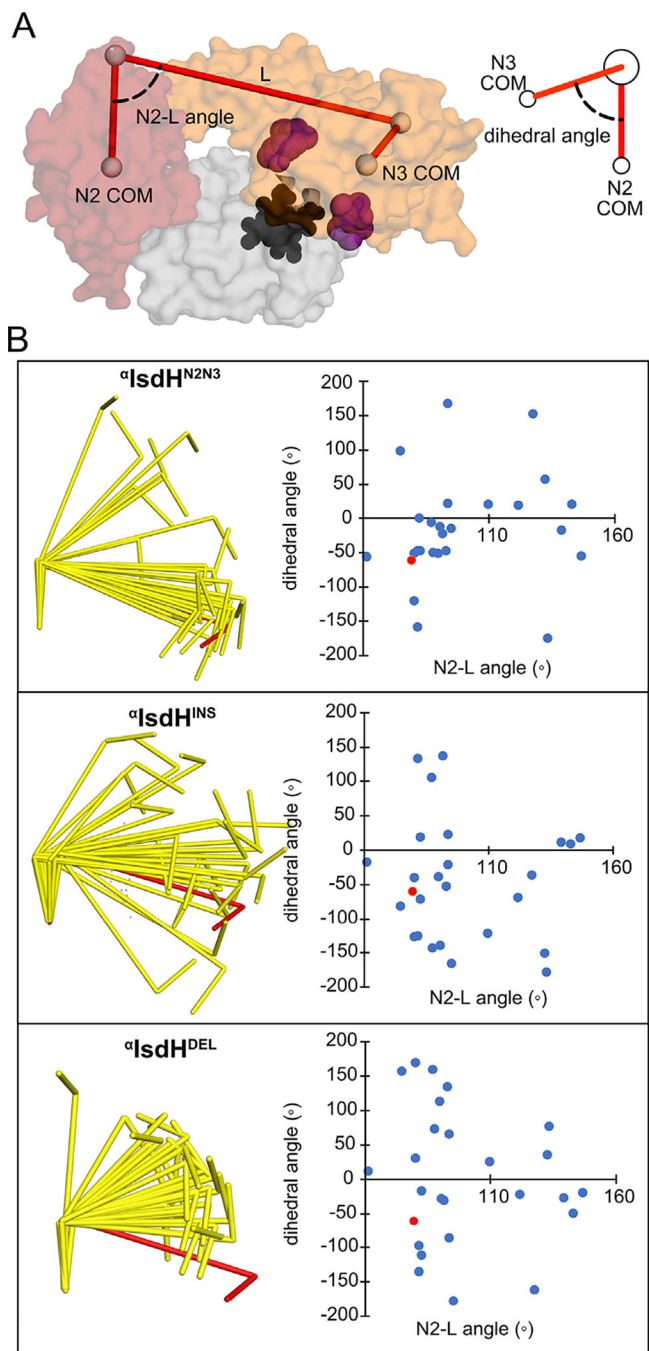 A
L
N2-L angle
N2 COM
N3 COM
N3
COM
dihedral angle
N2
COM
B
αIsdHN2N3
200
150
100
50
0
-50
-100
-150
-200
110
160
dihedral angle (°)
N2-L angle (°)
αIsdHINS
200
150
100
50
0
-50
-100
-150
-200
110
160
dihedral angle (°)
N2-L angle (°)
αIsdHDEL
200
150
100
50
0
-50
-100
-150
-200
110
160
dihedral angle (°)
N2-L angle (°)